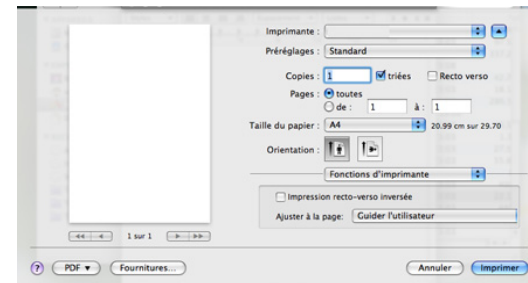 Imprimante :
Préréglages : Standard
Copies : 1 triées Recto verso
Pages : toutes
de : 1 à : 1
Taille du papier : A4 20.99 cm sur 29.70
Orientation :
Fonctions d'imprimante
Impression recto-verso inversée
Ajuster à la page: Guider l'utilisateur
1 sur 1
? PDF ▼ Fournitures... Annuler Imprimer